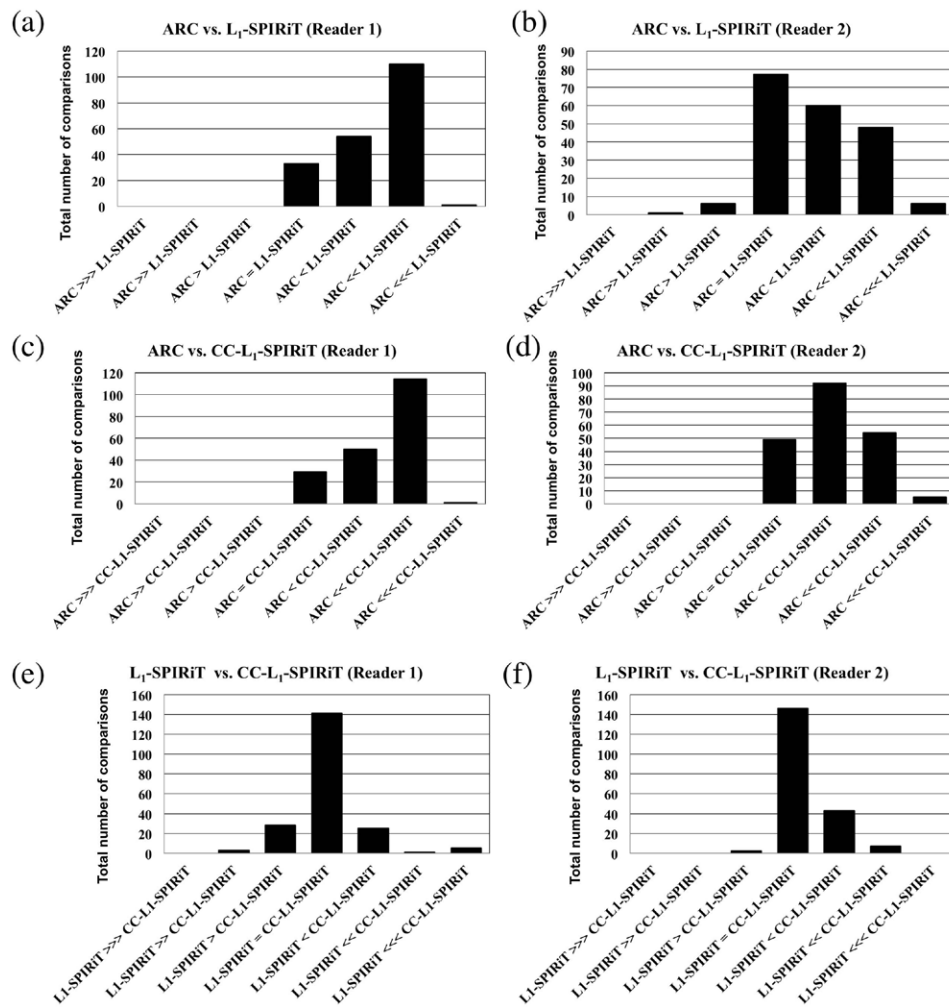 (a)
ARC vs. L₁-SPIRiT (Reader 1)
Total number of comparisons
120
100
80
60
40
20
0
ARC >>> L1-SPIRiT
ARC >> L1-SPIRiT
ARC > L1-SPIRiT
ARC = L1-SPIRiT
ARC < L1-SPIRiT
ARC << L1-SPIRiT
ARC <<< L1-SPIRiT
(b)
ARC vs. L₁-SPIRiT (Reader 2)
Total number of comparisons
90
80
70
60
50
40
30
20
10
0
ARC >>> L1-SPIRiT
ARC >> L1-SPIRiT
ARC > L1-SPIRiT
ARC = L1-SPIRiT
ARC < L1-SPIRiT
ARC << L1-SPIRiT
ARC <<< L1-SPIRiT
(c)
ARC vs. CC-L₁-SPIRiT (Reader 1)
Total number of comparisons
120
100
80
60
40
20
0
ARC >>> CC-L1-SPIRiT
ARC >> CC-L1-SPIRiT
ARC > CC-L1-SPIRiT
ARC = CC-L1-SPIRiT
ARC < CC-L1-SPIRiT
ARC << CC-L1-SPIRiT
ARC <<< CC-L1-SPIRiT
(d)
ARC vs. CC-L₁-SPIRiT (Reader 2)
Total number of comparisons
100
90
80
70
60
50
40
30
20
10
0
ARC >>> CC-L1-SPIRiT
ARC >> CC-L1-SPIRiT
ARC > CC-L1-SPIRiT
ARC = CC-L1-SPIRiT
ARC < CC-L1-SPIRiT
ARC << CC-L1-SPIRiT
ARC <<< CC-L1-SPIRiT
(e)
L₁-SPIRiT vs. CC-L₁-SPIRiT (Reader 1)
Total number of comparisons
160
140
120
100
80
60
40
20
0
L1-SPIRiT >>> CC-L1-SPIRiT
L1-SPIRiT >> CC-L1-SPIRiT
L1-SPIRiT > CC-L1-SPIRiT
L1-SPIRiT = CC-L1-SPIRiT
L1-SPIRiT < CC-L1-SPIRiT
L1-SPIRiT << CC-L1-SPIRiT
L1-SPIRiT <<< CC-L1-SPIRiT
(f)
L₁-SPIRiT vs. CC-L₁-SPIRiT (Reader 2)
Total number of comparisons
160
140
120
100
80
60
40
20
0
L1-SPIRiT >>> CC-L1-SPIRiT
L1-SPIRiT >> CC-L1-SPIRiT
L1-SPIRiT > CC-L1-SPIRiT
L1-SPIRiT = CC-L1-SPIRiT
L1-SPIRiT < CC-L1-SPIRiT
L1-SPIRiT << CC-L1-SPIRiT
L1-SPIRiT <<< CC-L1-SPIRiT